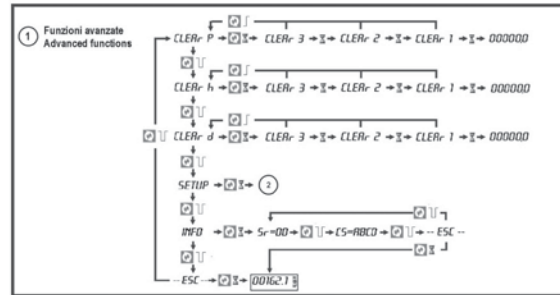 1 Funzioni avanzate
Advanced functions
CLEAr P CLEAr 3 CLEAr 2 CLEAr 1 000000
CLEAr h CLEAr 3 CLEAr 2 CLEAr 1 000000
CLEAr d CLEAr 3 CLEAr 2 CLEAr 1 000000
SETUP 2
INFO Sr=00 CS=ABCD -- ESC --
-- ESC -- 00162.1